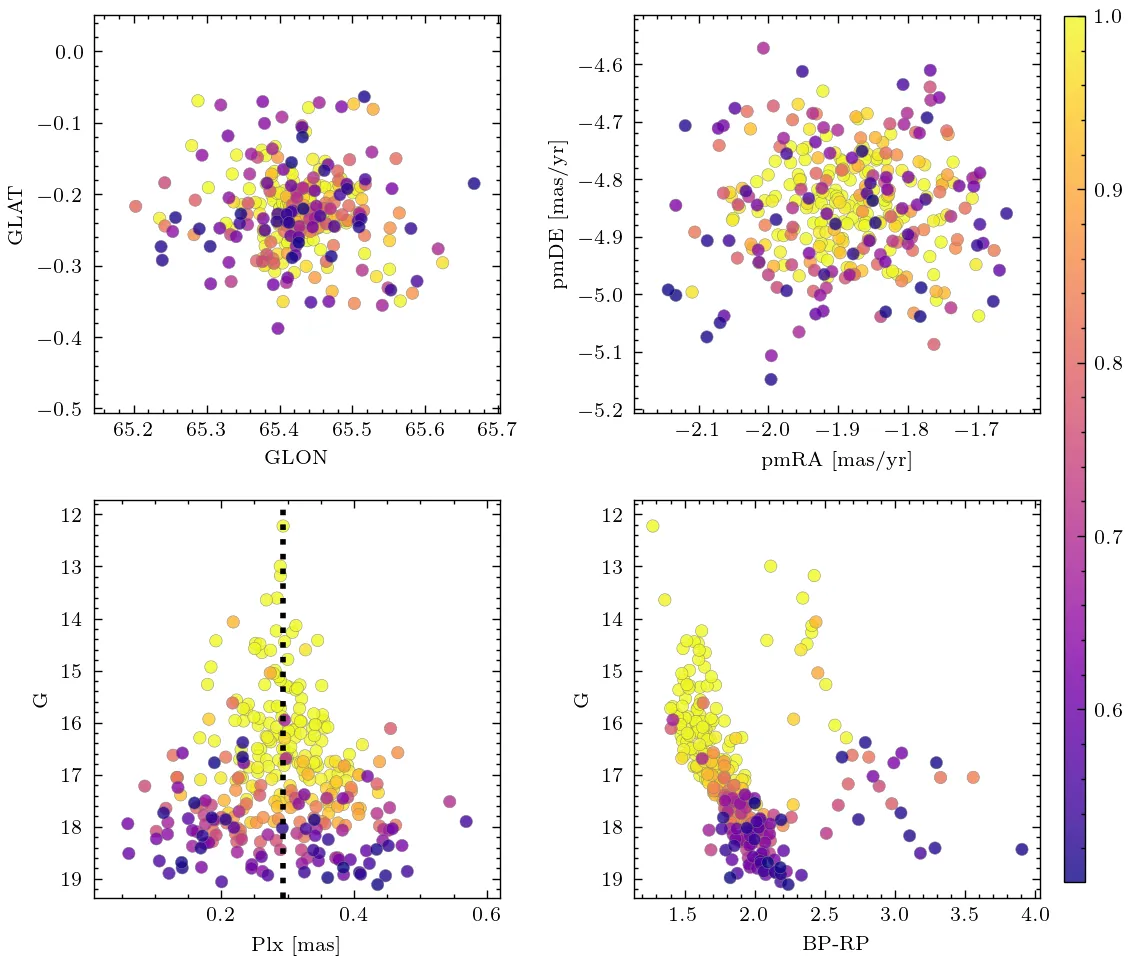 0.0
−0.1
−0.2
−0.3
−0.4
−0.5
GLAT
65.2 65.3 65.4 65.5 65.6 65.7
GLON
−4.6
−4.7
−4.8
−4.9
−5.0
−5.1
−5.2
pmDE [mas/yr]
−2.1 −2.0 −1.9 −1.8 −1.7
pmRA [mas/yr]
1.0
0.9
0.8
0.7
0.6
12
13
14
15
16
17
18
19
G
0.2 0.4 0.6
Plx [mas]
12
13
14
15
16
17
18
19
G
1.5 2.0 2.5 3.0 3.5 4.0
BP-RP